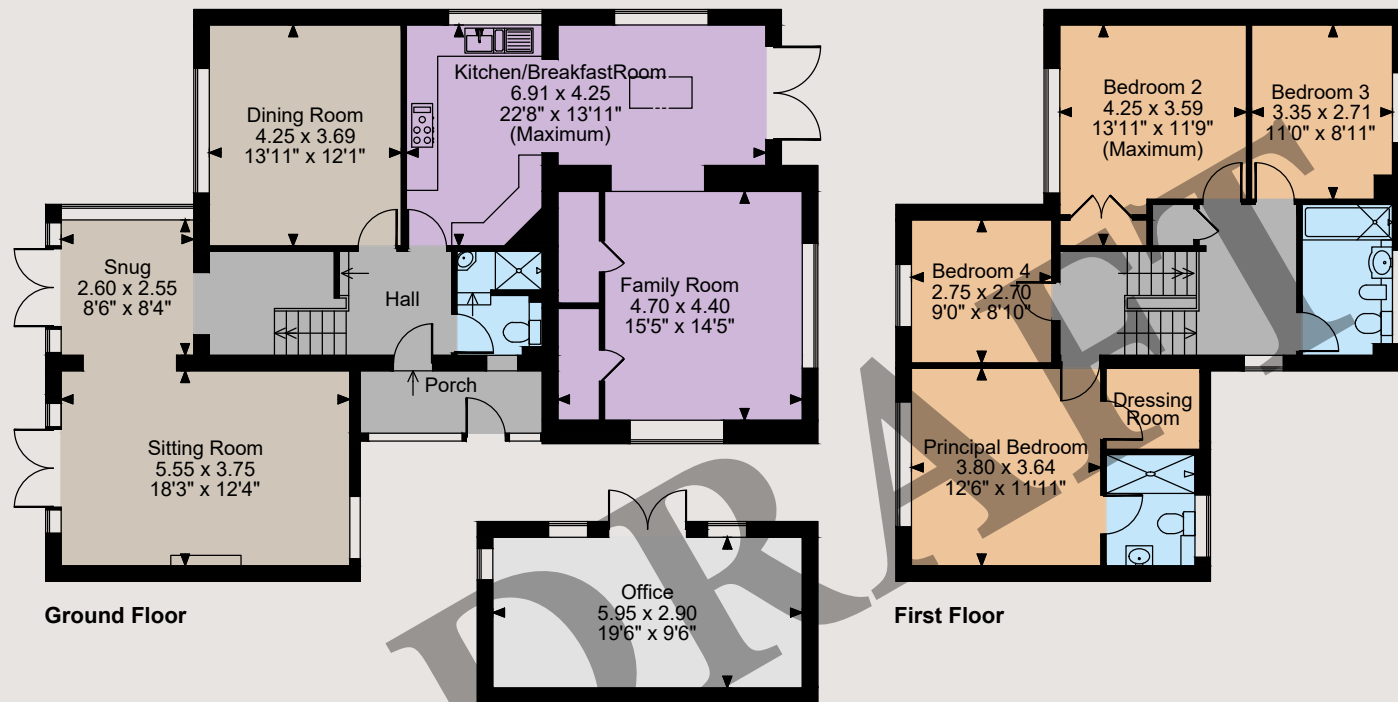 Kitchen/BreakfastRoom
6.91 x 4.25
22'8" x 13'11"
(Maximum)
Dining Room
4.25 x 3.69
13'11" x 12'1"
Snug
2.60 x 2.55
8'6" x 8'4"
Hall
Family Room
4.70 x 4.40
15'5" x 14'5"
Porch
Sitting Room
5.55 x 3.75
18'3" x 12'4"
Office
5.95 x 2.90
19'6" x 9'6"
Ground Floor
Bedroom 2
4.25 x 3.59
13'11" x 11'9"
(Maximum)
Bedroom 3
3.35 x 2.71
11'0" x 8'11"
Bedroom 4
2.75 x 2.70
9'0" x 8'10"
Dressing
Room
Principal Bedroom
3.80 x 3.64
12'6" x 11'11"
First Floor
DRAFT